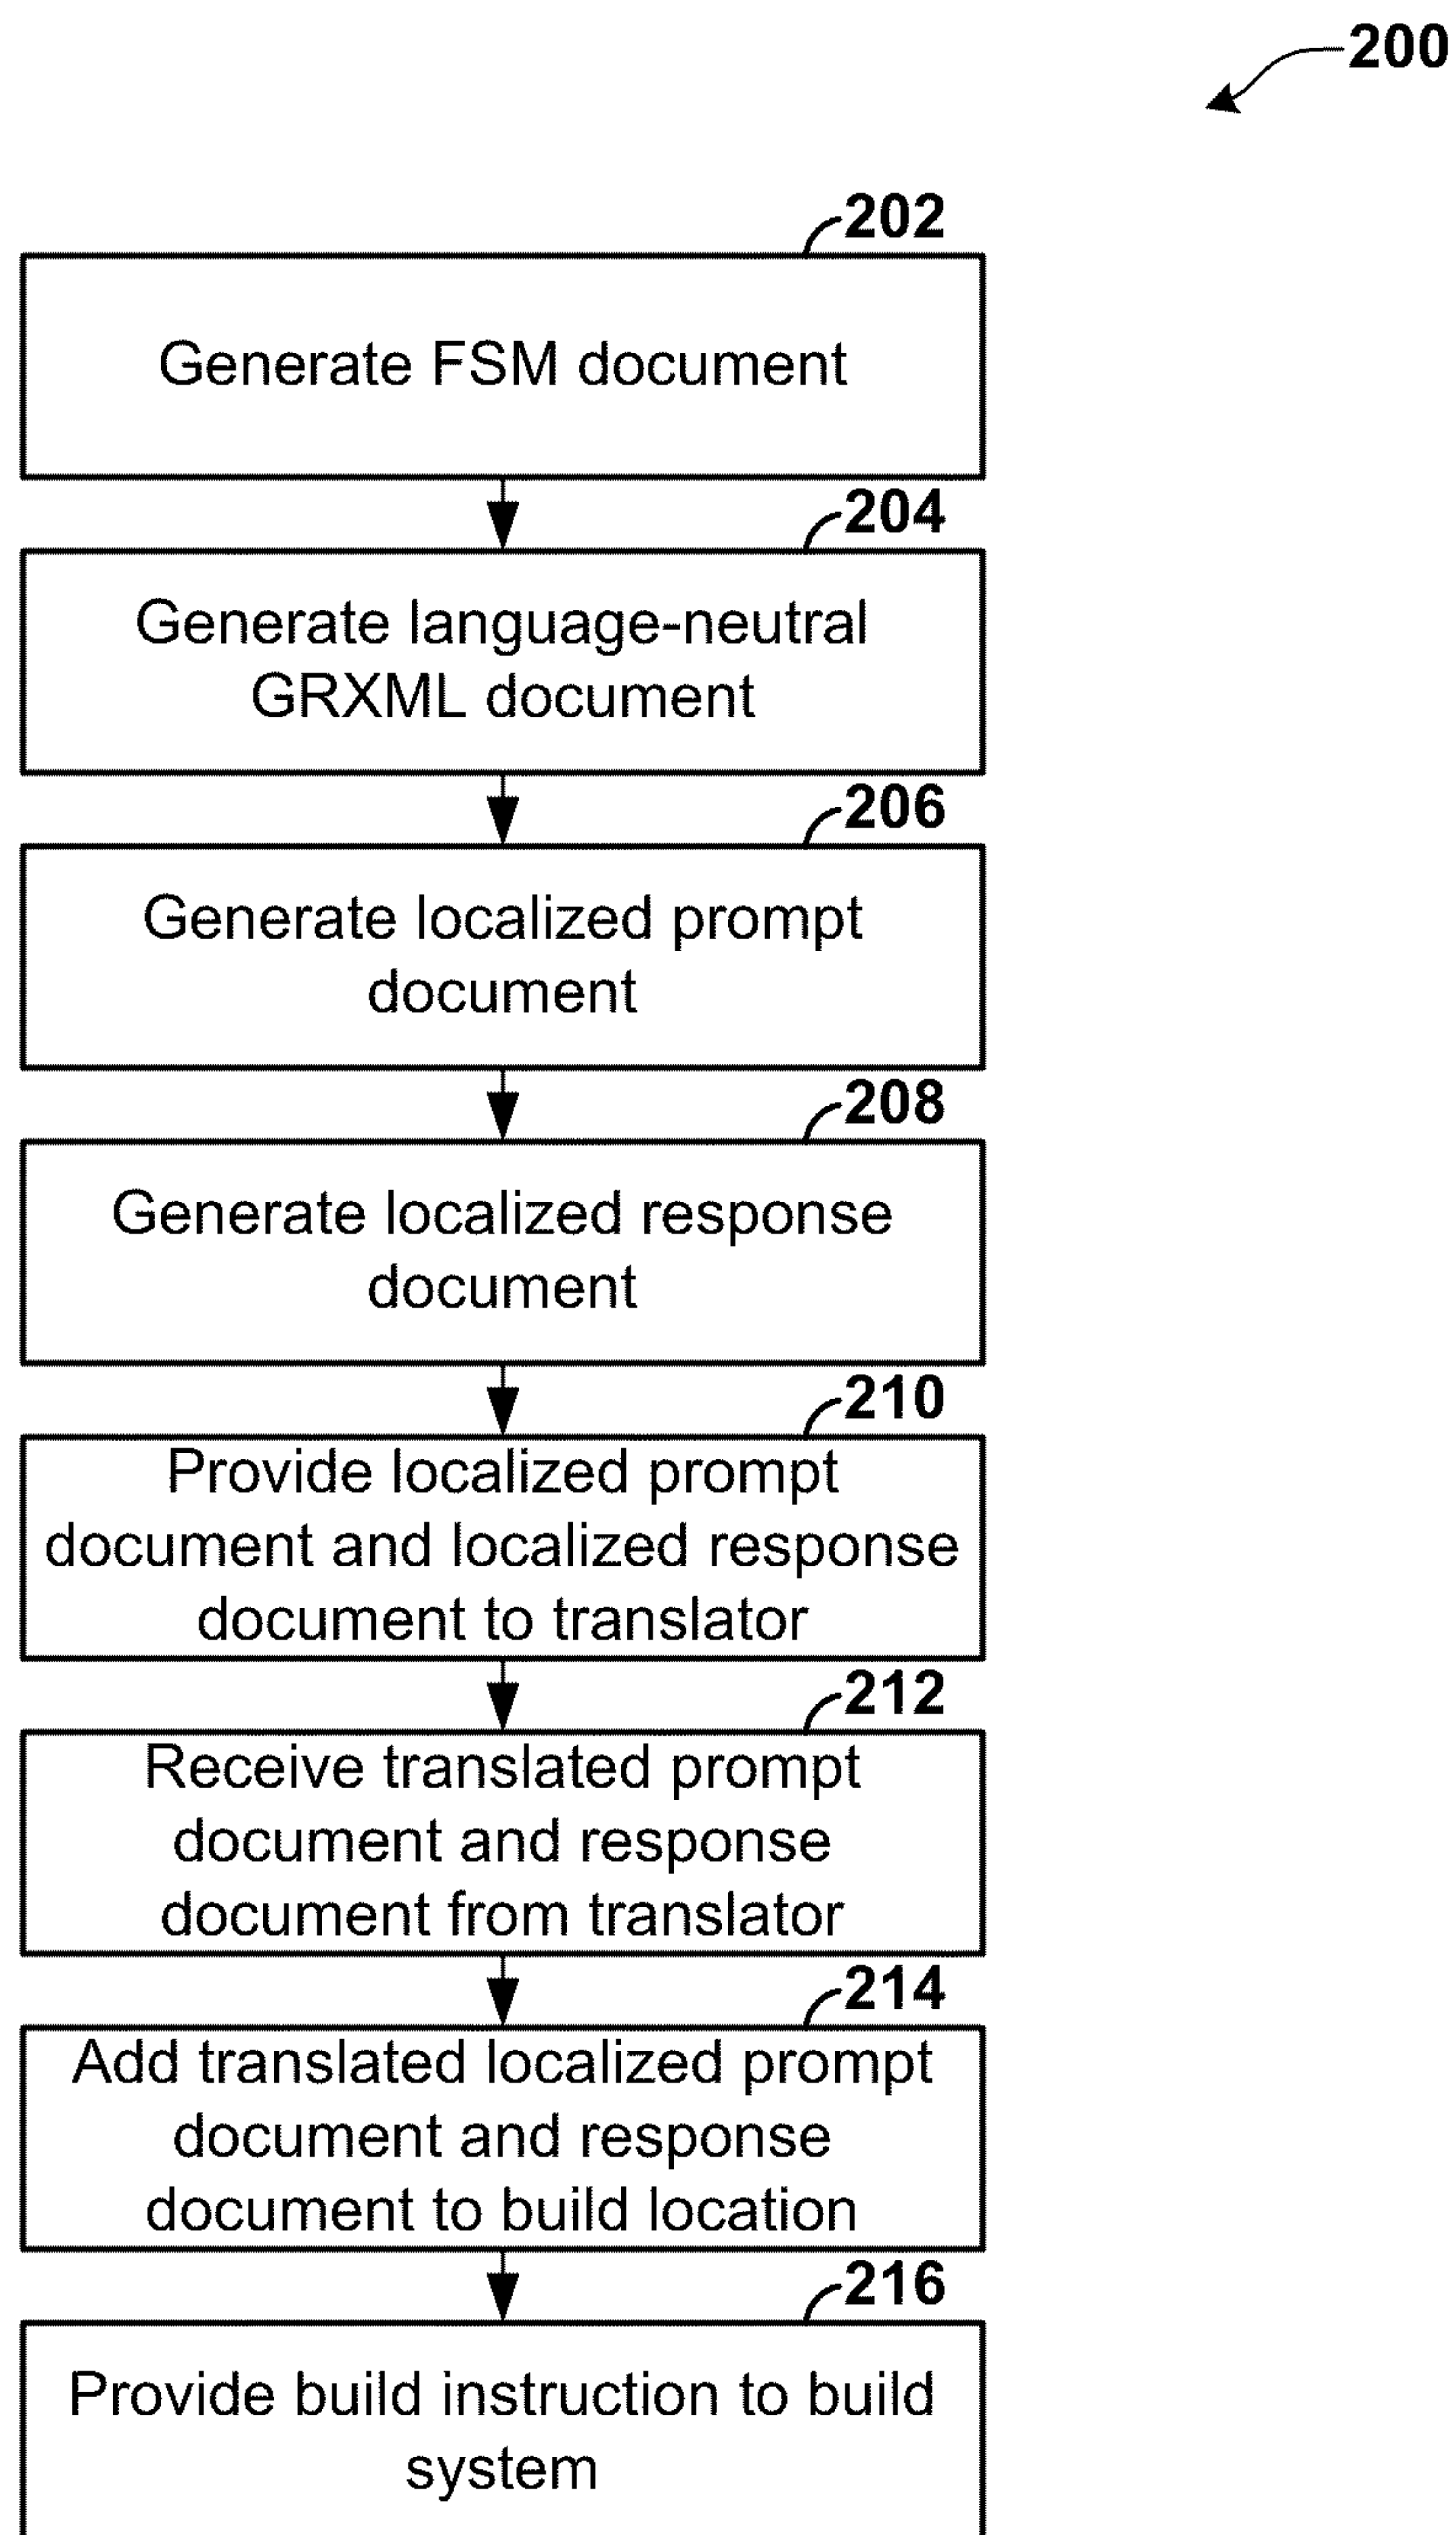 200
202
Generate FSM document
204
Generate language-neutral
GRXML document
206
Generate localized prompt
document
208
Generate localized response
document
210
Provide localized prompt
document and localized response
document to translator
212
Receive translated prompt
document and response
document from translator
214
Add translated localized prompt
document and response
document to build location
216
Provide build instruction to build
system